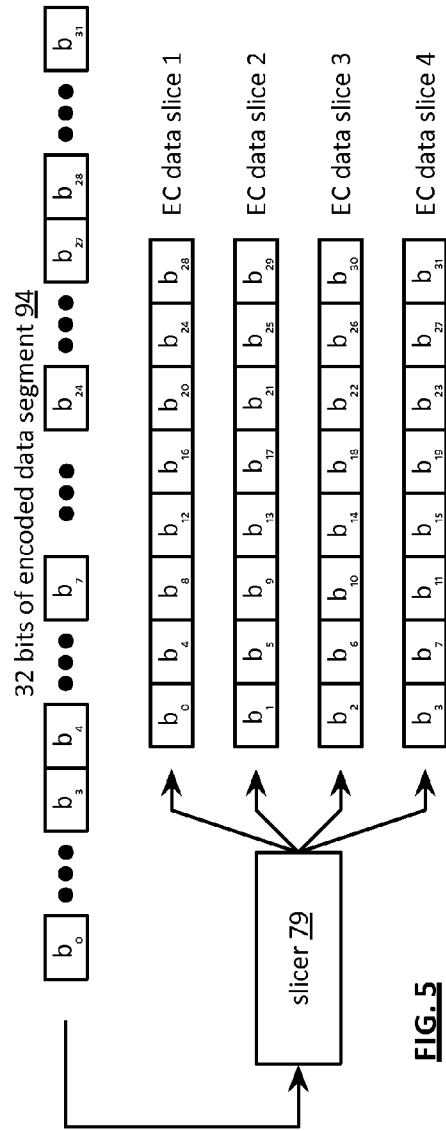 32 bits of encoded data segment 94
b0 ●●● b3 b4 ●●● b7 ●●● b24 ●●● b27 b28 ●●● b31
b0 b4 b8 b12 b16 b20 b24 b28 EC data slice 1
b1 b5 b9 b13 b17 b21 b25 b29 EC data slice 2
b2 b6 b10 b14 b18 b22 b26 b30 EC data slice 3
b3 b7 b11 b15 b19 b23 b27 b31 EC data slice 4
slicer 79
FIG. 5